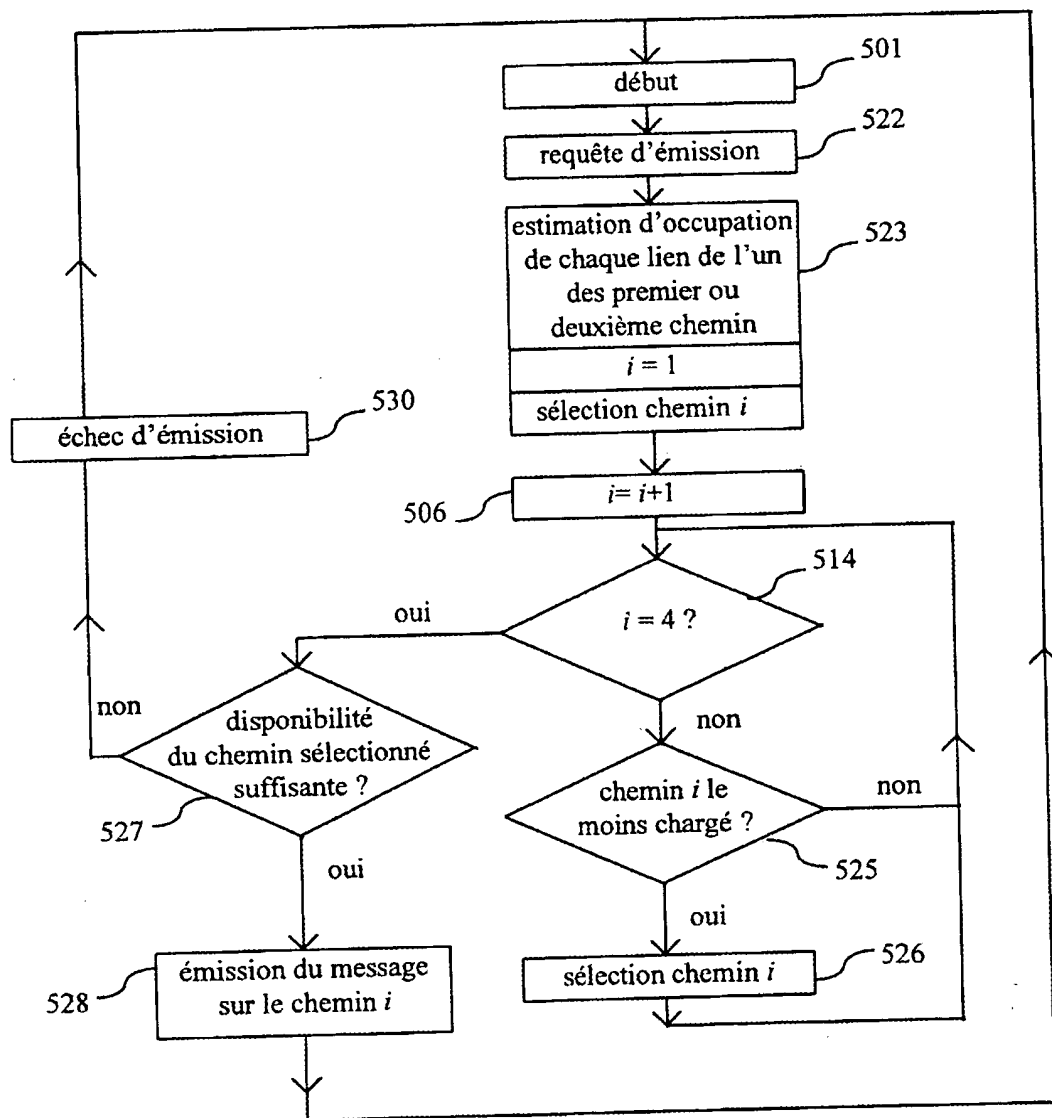 501
début
522
requête d'émission
estimation d'occupation
de chaque lien de l'un
des premier ou
deuxième chemin
523
i = 1
sélection chemin i
530
échec d'émission
i= i+1
506
514
i = 4 ?
oui
non
non
disponibilité
du chemin sélectionné
suffisante ?
527
chemin i le
moins chargé ?
non
525
oui
oui
émission du message
sur le chemin i
528
sélection chemin i
526